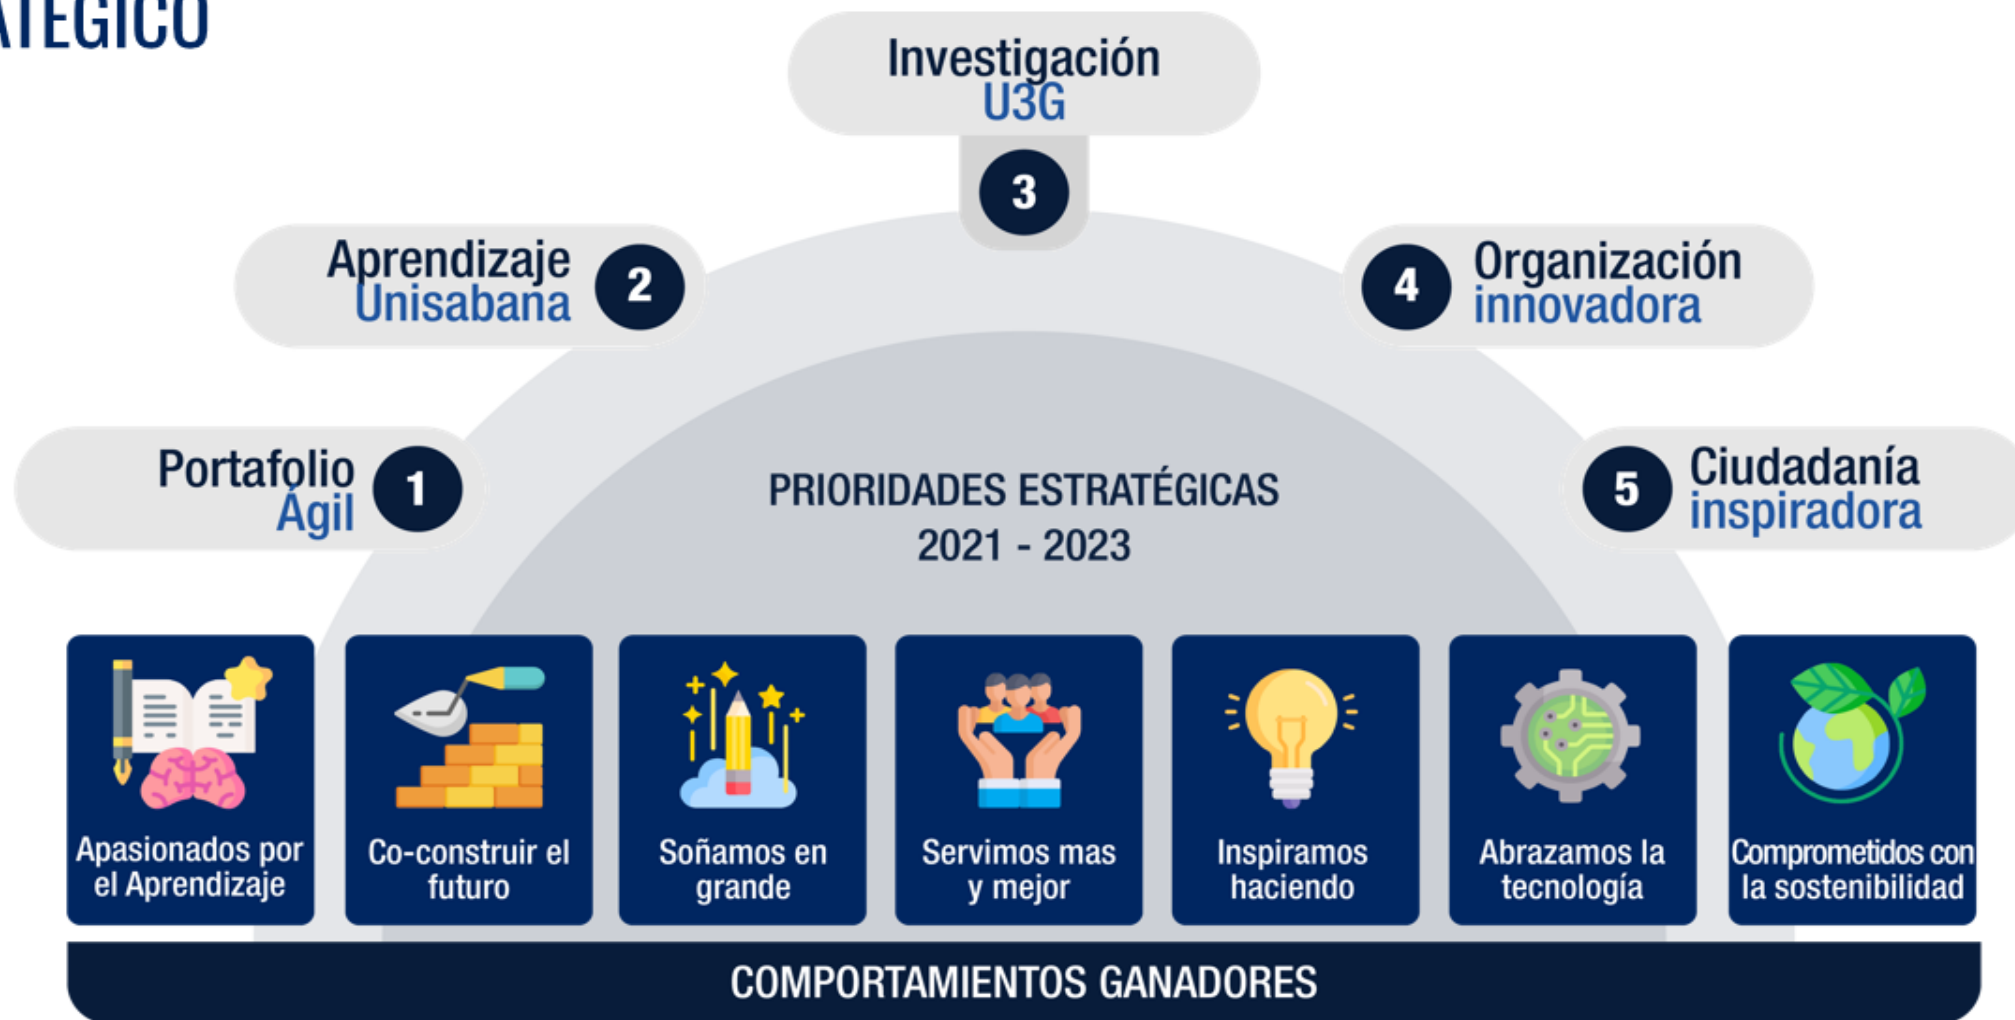 ATÉGICO
Investigación
U3G
3
Aprendizaje
Unisabana
2
4
Organización
innovadora
Portafolio
Ágil
1
PRIORIDADES ESTRATÉGICAS
2021 - 2023
5
Ciudadanía
inspiradora
Apasionados por
el Aprendizaje
Co-construir el
futuro
Soñamos en
grande
Servimos mas
y mejor
Inspiramos
haciendo
Abrazamos la
tecnología
Comprometidos con
la sostenibilidad
COMPORTAMIENTOS GANADORES